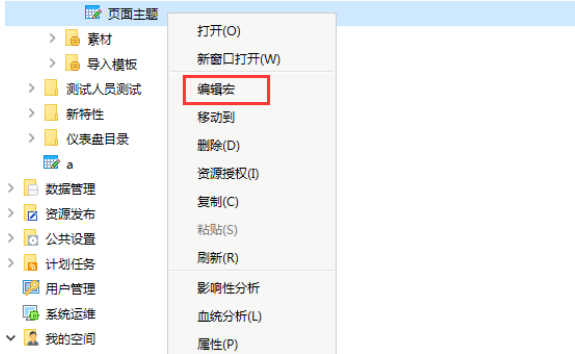 页面主题
素材
导入模板
测试人员测试
新特性
仪表盘目录
a
数据管理
资源发布
公共设置
计划任务
用户管理
系统运维
我的空间
打开(O)
新窗口打开(W)
编辑宏
移动到
删除(D)
资源授权(I)
复制(C)
粘贴(S)
刷新(R)
影响性分析
血统分析(L)
属性(P)